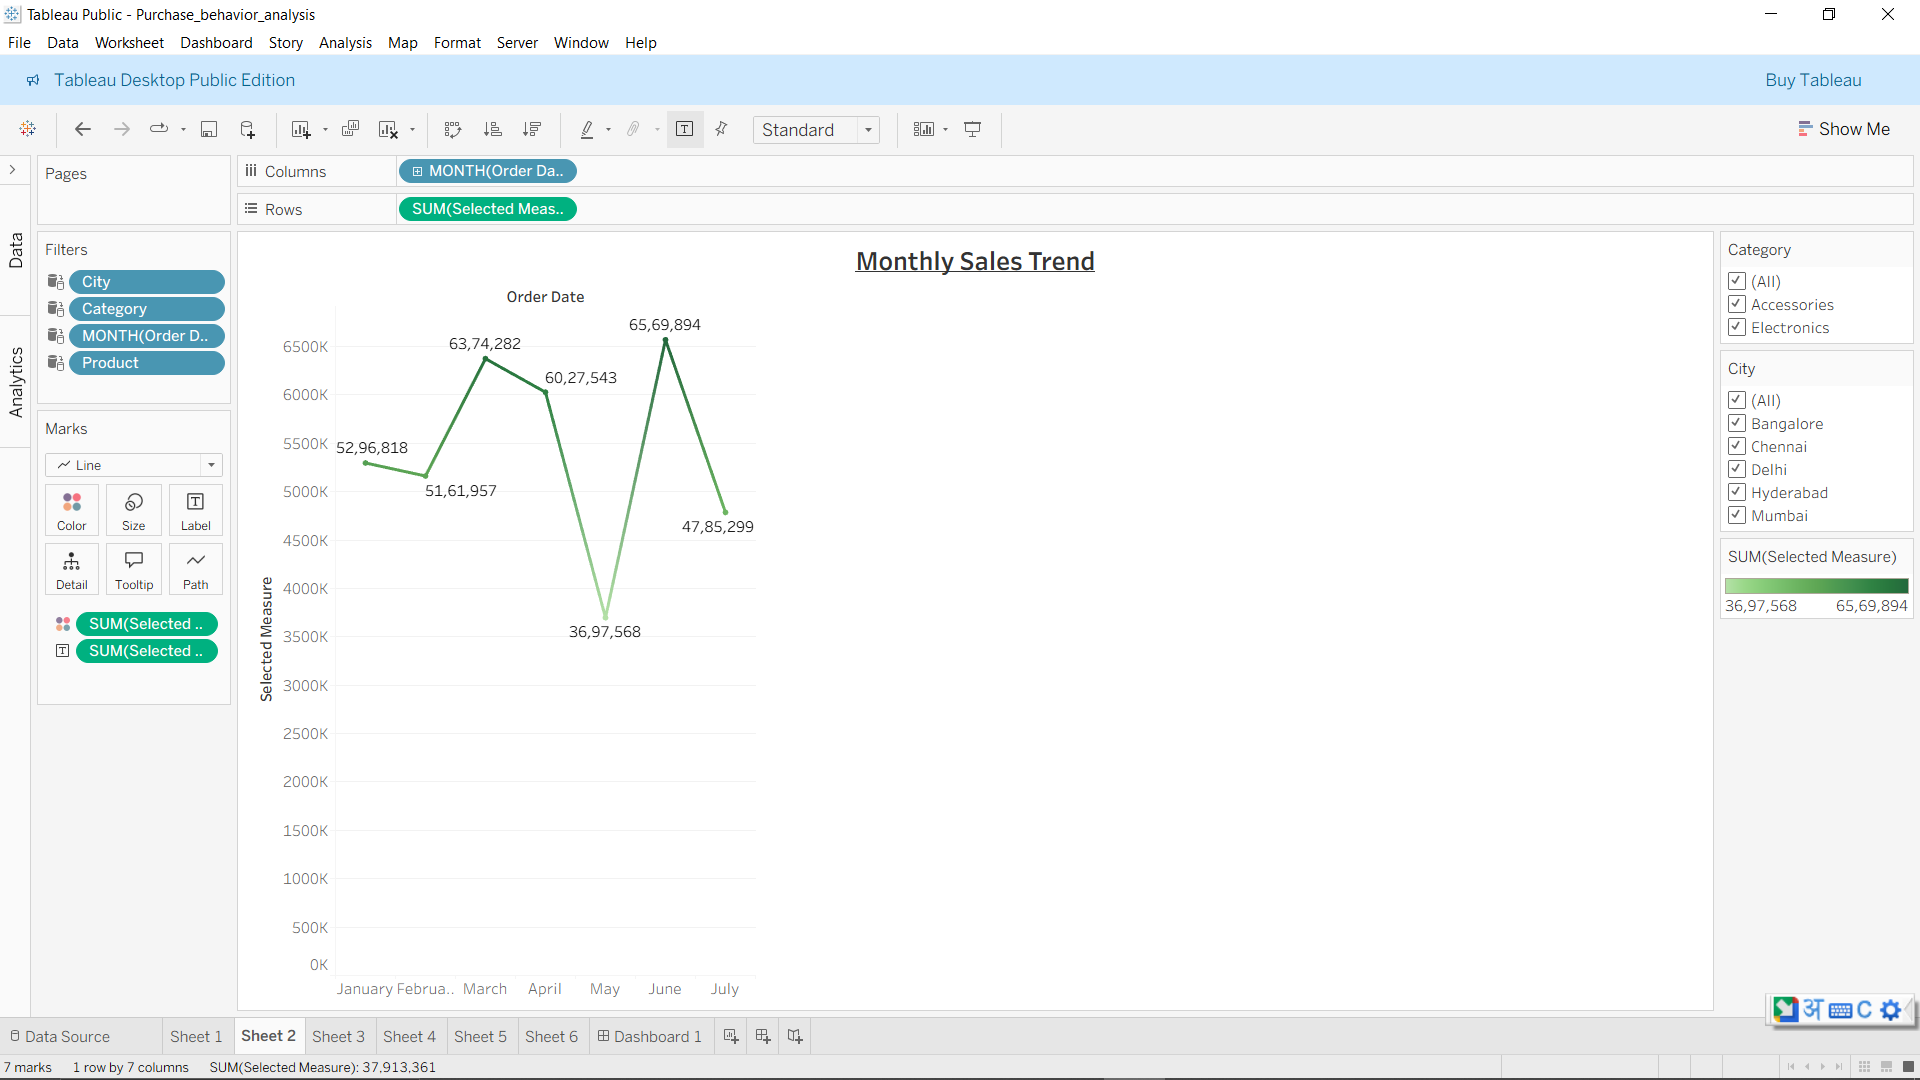 Tableau Public - Purchase_behavior_analysis
File Data Worksheet Dashboard Story Analysis Map Format Server Window Help
Tableau Desktop Public Edition
Buy Tableau
Standard
Show Me
Data
Analytics
Pages
Columns
MONTH(Order Da..
Rows
SUM(Selected Meas..
Filters
City
Category
MONTH(Order D..
Product
Marks
Line
Color Size Label
Detail Tooltip Path
SUM(Selected ..
SUM(Selected ..
Monthly Sales Trend
Order Date
Selected Measure
6500K
6000K
5500K
5000K
4500K
4000K
3500K
3000K
2500K
2000K
1500K
1000K
500K
0K
52,96,818
51,61,957
63,74,282
60,27,543
36,97,568
65,69,894
47,85,299
January Februa.. March April May June July
Category
(All)
Accessories
Electronics
City
(All)
Bangalore
Chennai
Delhi
Hyderabad
Mumbai
SUM(Selected Measure)
36,97,568 65,69,894
अ C
Data Source Sheet 1 Sheet 2 Sheet 3 Sheet 4 Sheet 5 Sheet 6 Dashboard 1
7 marks 1 row by 7 columns SUM(Selected Measure): 37,913,361